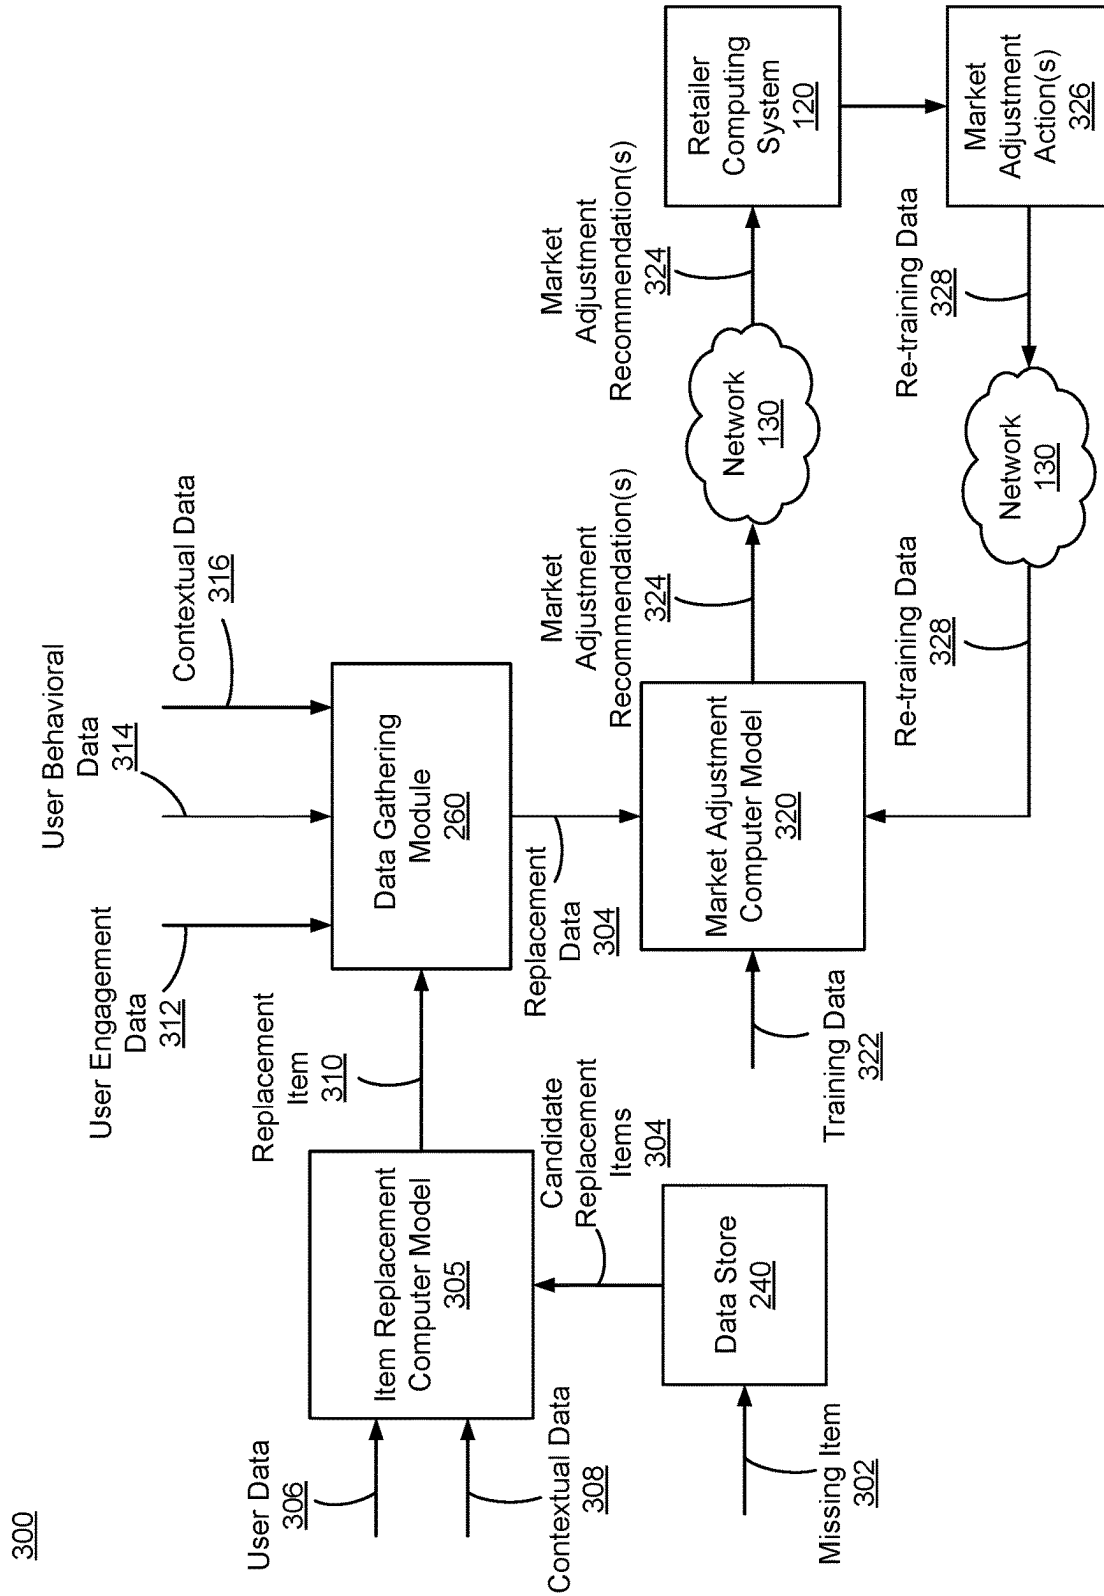 300
User Data
306
Contextual Data
308
Missing Item
302
Item Replacement
Computer Model
305
Candidate
Replacement
Items
304
Data Store
240
Replacement
Item
310
User Engagement
Data
312
User Behavioral
Data
314
Contextual Data
316
Data Gathering
Module
260
Replacement
Data
304
Training Data
322
Market Adjustment
Computer Model
320
Market
Adjustment
Recommendation(s)
324
Network
130
Market
Adjustment
Recommendation(s)
324
Retailer
Computing
System
120
Market
Adjustment
Action(s)
326
Re-training Data
328
Network
130
Re-training Data
328